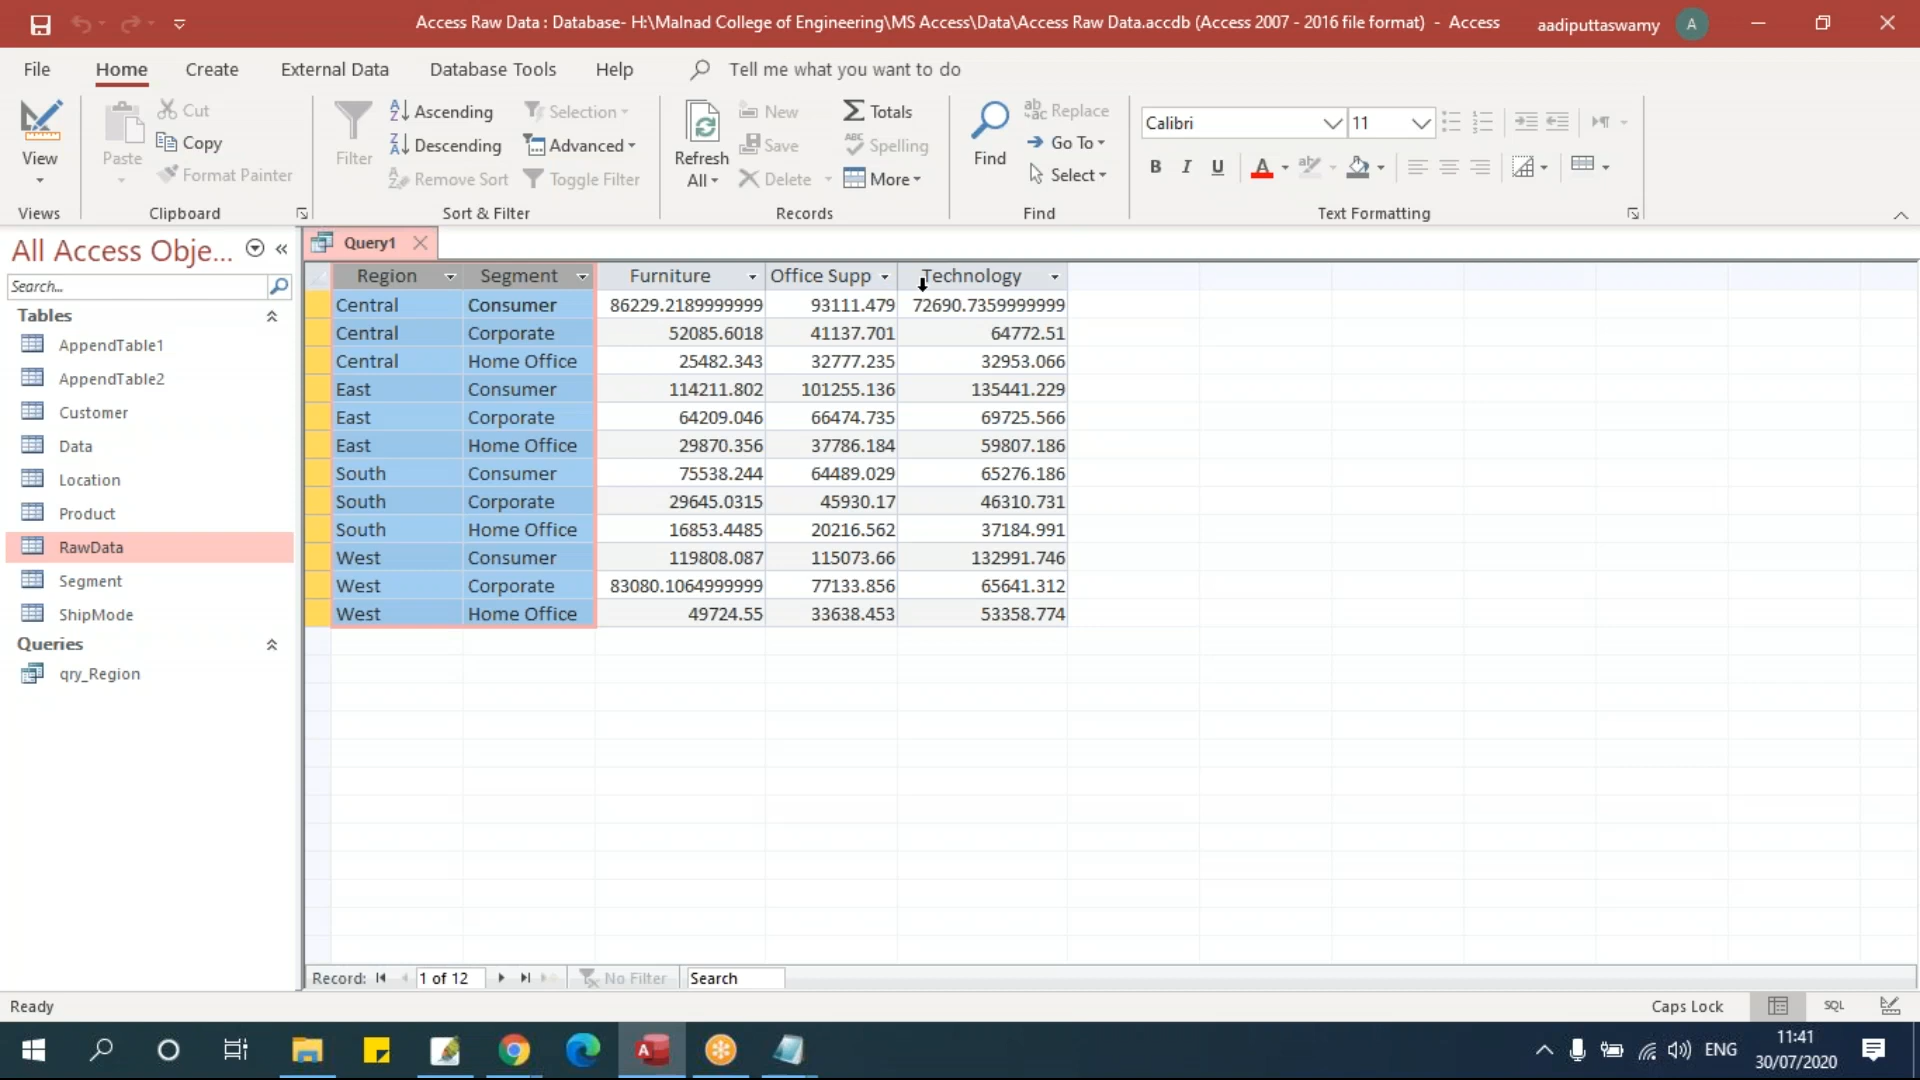 Access Raw Data : Database- H:\Malnad College of Engineering\MS Access\Data\Access Raw Data.accdb (Access 2007 - 2016 file format) - Access
aadiputtaswamy
A
File Home Create External Data Database Tools Help Tell me what you want to do
View
Views
Paste
Cut
Copy
Format Painter
Clipboard
Filter
Ascending
Descending
Remove Sort
Selection
Advanced
Toggle Filter
Sort & Filter
Refresh
All
New
Save
Delete
Totals
Spelling
More
Records
Find
Replace
Go To
Select
Find
Calibri 11
B I U A
Text Formatting
All Access Obje...
Search...
Tables
AppendTable1
AppendTable2
Customer
Data
Location
Product
RawData
Segment
ShipMode
Queries
qry_Region
Query1
Region Segment Furniture Office Supp Technology
Central Consumer 86229.2189999999 93111.479 72690.7359999999
Central Corporate 52085.6018 41137.701 64772.51
Central Home Office 25482.343 32777.235 32953.066
East Consumer 114211.802 101255.136 135441.229
East Corporate 64209.046 66474.735 69725.566
East Home Office 29870.356 37786.184 59807.186
South Consumer 75538.244 64489.029 65276.186
South Corporate 29645.0315 45930.17 46310.731
South Home Office 16853.4485 20216.562 37184.991
West Consumer 119808.087 115073.66 132991.746
West Corporate 83080.1064999999 77133.856 65641.312
West Home Office 49724.55 33638.453 53358.774
Record: 1 of 12 No Filter Search
Ready
Caps Lock
SQL
ENG
11:41
30/07/2020